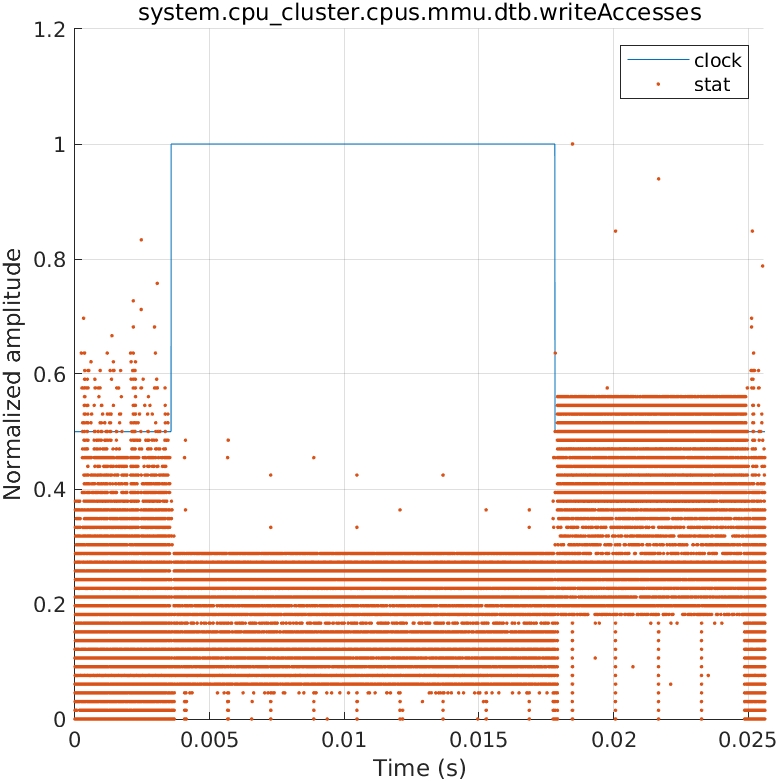 system.cpu_cluster.cpus.mmu.dtb.writeAccesses
1.2
clock
stat
1
0.8
0.6
0.4
0.2
0
Normalized amplitude
0 0.005 0.01 0.015 0.02 0.025
Time (s)